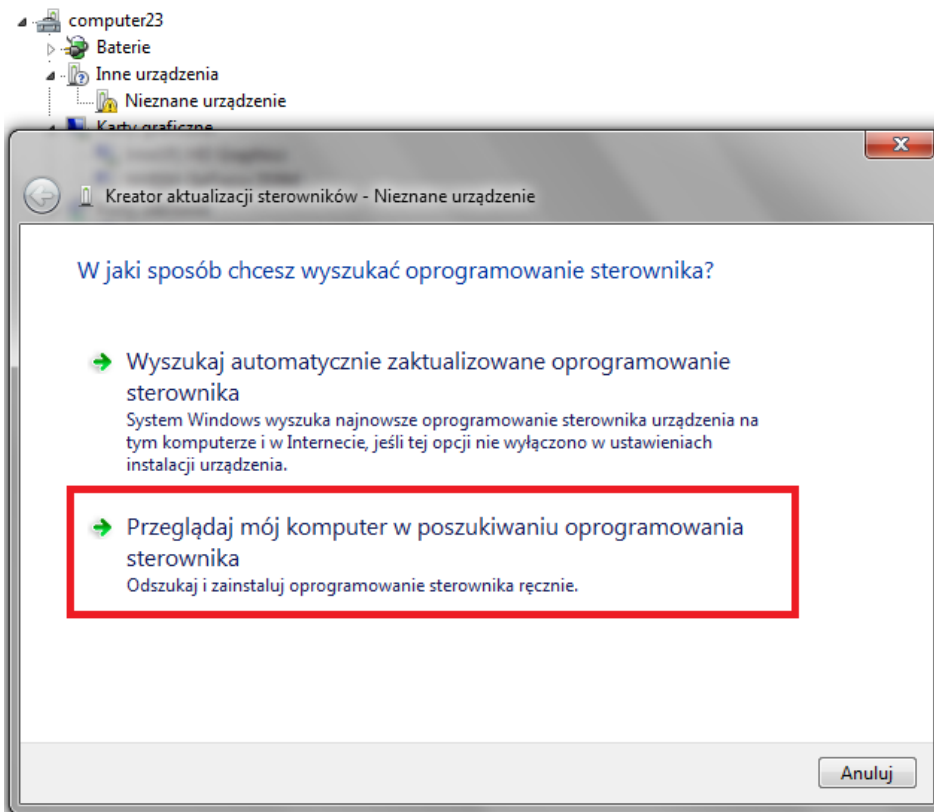 computer23
Baterie
Inne urządzenia
Nieznane urządzenie
Karty graficzne
Kreator aktualizacji sterowników - Nieznane urządzenie
W jaki sposób chcesz wyszukać oprogramowanie sterownika?
Wyszukaj automatycznie zaktualizowane oprogramowanie
sterownika
System Windows wyszuka najnowsze oprogramowanie sterownika urządzenia na
tym komputerze i w Internecie, jeśli tej opcji nie wyłączono w ustawieniach
instalacji urządzenia.
Przeglądaj mój komputer w poszukiwaniu oprogramowania
sterownika
Odszukaj i zainstaluj oprogramowanie sterownika ręcznie.
Anuluj